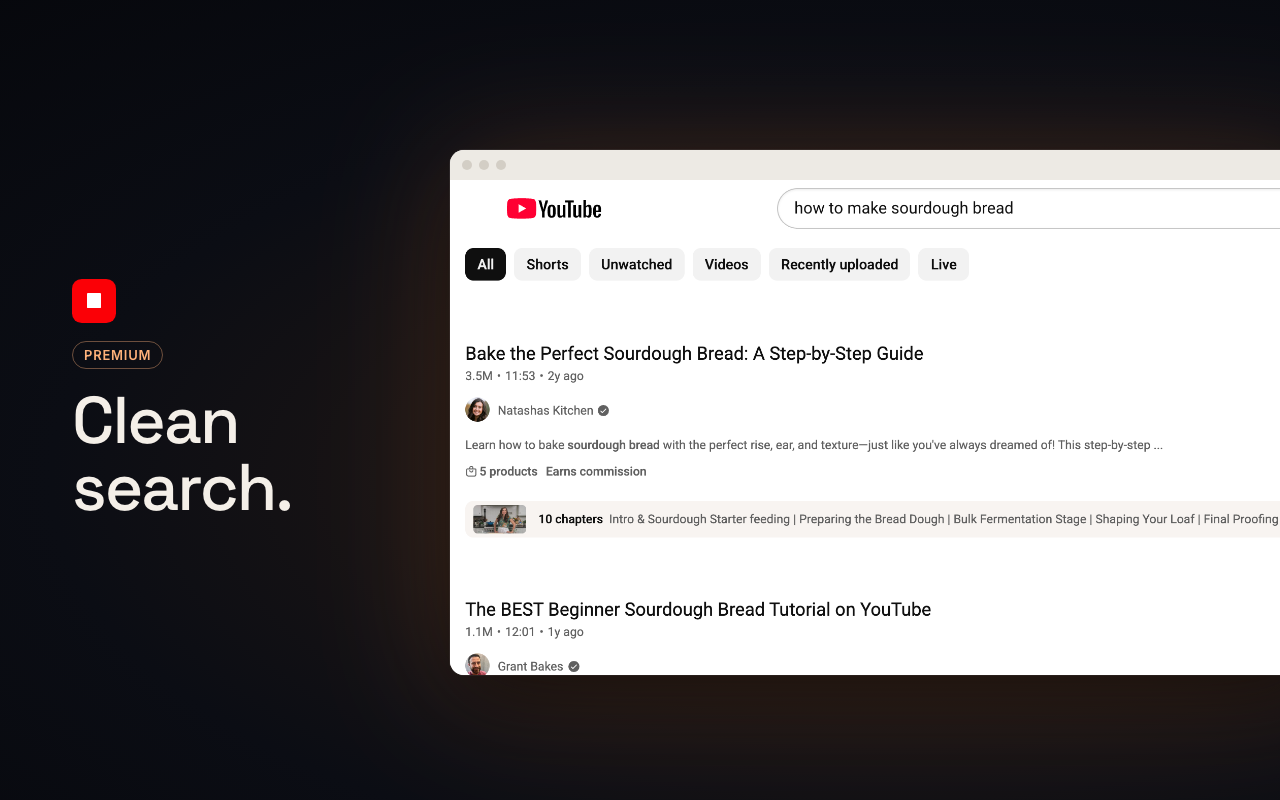 PREMIUM
Clean
search.
YouTube
how to make sourdough bread
All
Shorts
Unwatched
Videos
Recently uploaded
Live
Bake the Perfect Sourdough Bread: A Step-by-Step Guide
3.5M • 11:53 • 2y ago
Natashas Kitchen
Learn how to bake sourdough bread with the perfect rise, ear, and texture—just like you've always dreamed of! This step-by-step ...
5 products Earns commission
10 chapters Intro & Sourdough Starter feeding | Preparing the Bread Dough | Bulk Fermentation Stage | Shaping Your Loaf | Final Proofing
The BEST Beginner Sourdough Bread Tutorial on YouTube
1.1M • 12:01 • 1y ago
Grant Bakes